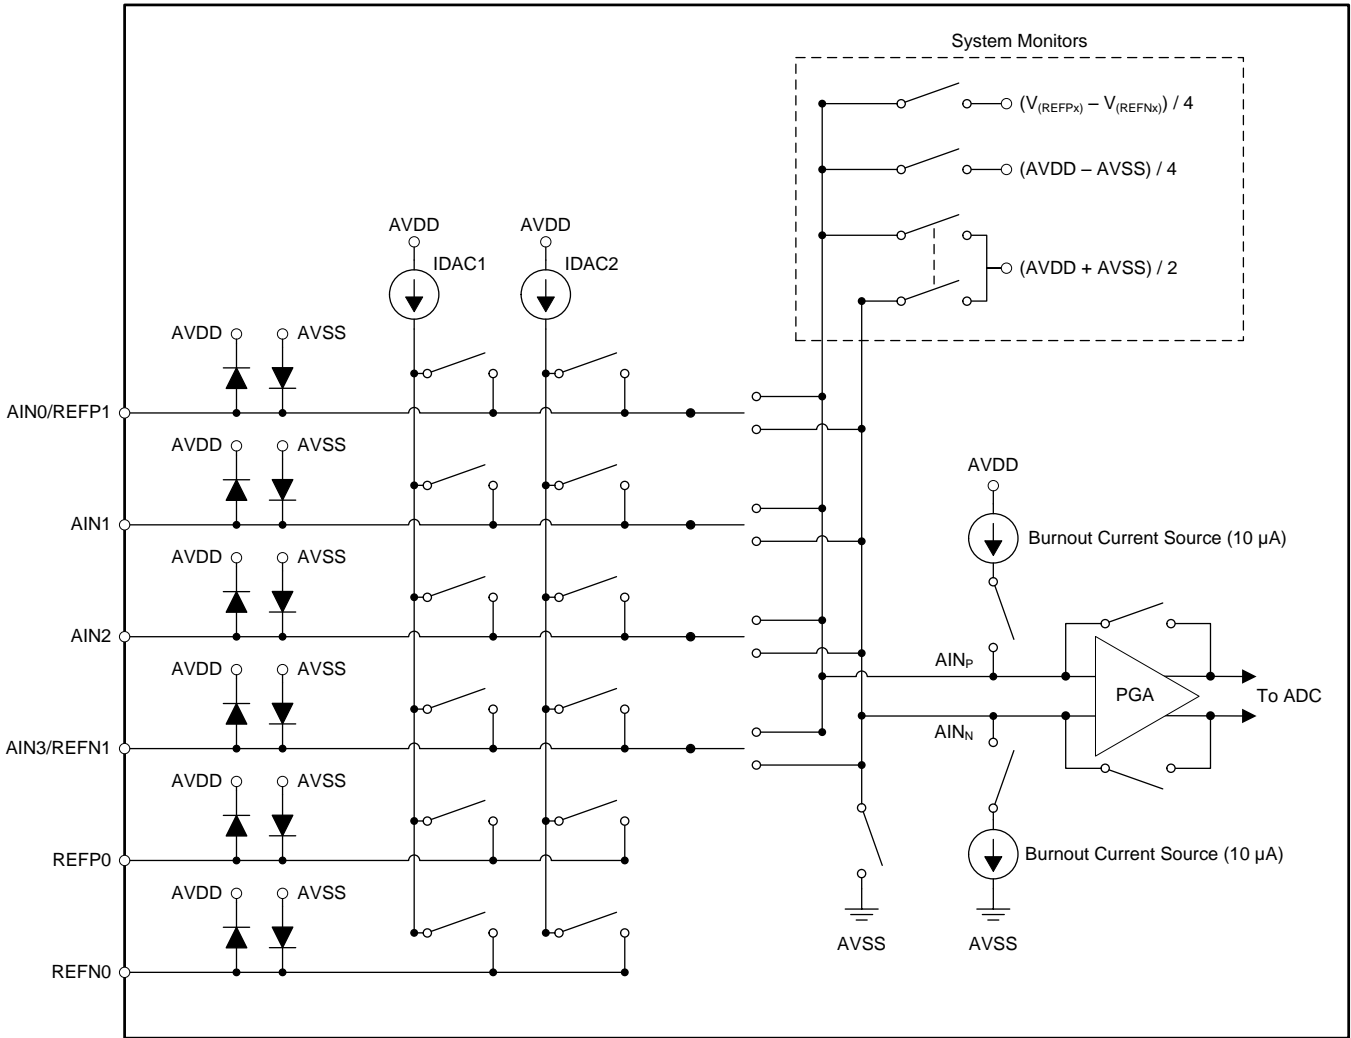 System Monitors
(V(REFPx) – V(REFNx)) / 4
(AVDD – AVSS) / 4
(AVDD + AVSS) / 2
AVDD
AVDD
IDAC1
IDAC2
AVDD
AVSS
AIN0/REFP1
AVDD
AVSS
AIN1
AVDD
AVSS
AIN2
AVDD
AVSS
AIN3/REFN1
AVDD
AVSS
REFP0
AVDD
AVSS
REFN0
AVDD
Burnout Current Source (10 µA)
AINP
PGA
To ADC
AINN
Burnout Current Source (10 µA)
AVSS
AVSS